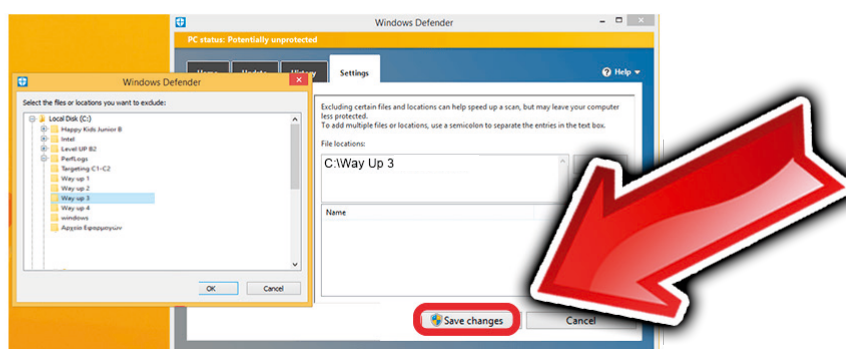 Windows Defender
PC status: Potentially unprotected
Home
Update
History
Settings
Help
Excluding certain files and locations can help speed up a scan, but may leave your computer
less protected.
To add multiple files or locations, use a semicolon to separate the entries in the text box.
File locations:
C:\Way Up 3
Name
Save changes
Cancel
Windows Defender
Select the files or locations you want to exclude:
Local Disk (C:)
Happy Kids Junior B
Intel
Level UP B2
PerfLogs
Targeting C1-C2
Way up 1
Way up 2
Way up 3
Way up 4
windows
Αρχεία Εφαρμογών
OK
Cancel